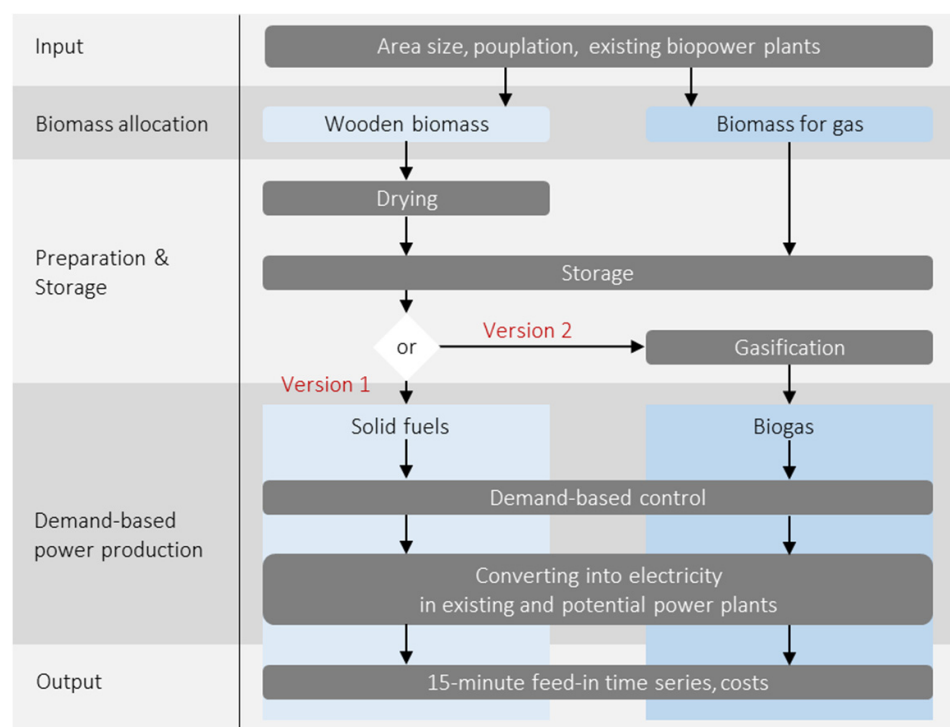 Input
Area size, pouplation, existing biopower plants
Biomass allocation
Wooden biomass
Biomass for gas
Drying
Preparation &
Storage
Storage
or
Version 2
Gasification
Version 1
Solid fuels
Biogas
Demand-based control
Demand-based
power production
Converting into electricity
in existing and potential power plants
Output
15-minute feed-in time series, costs